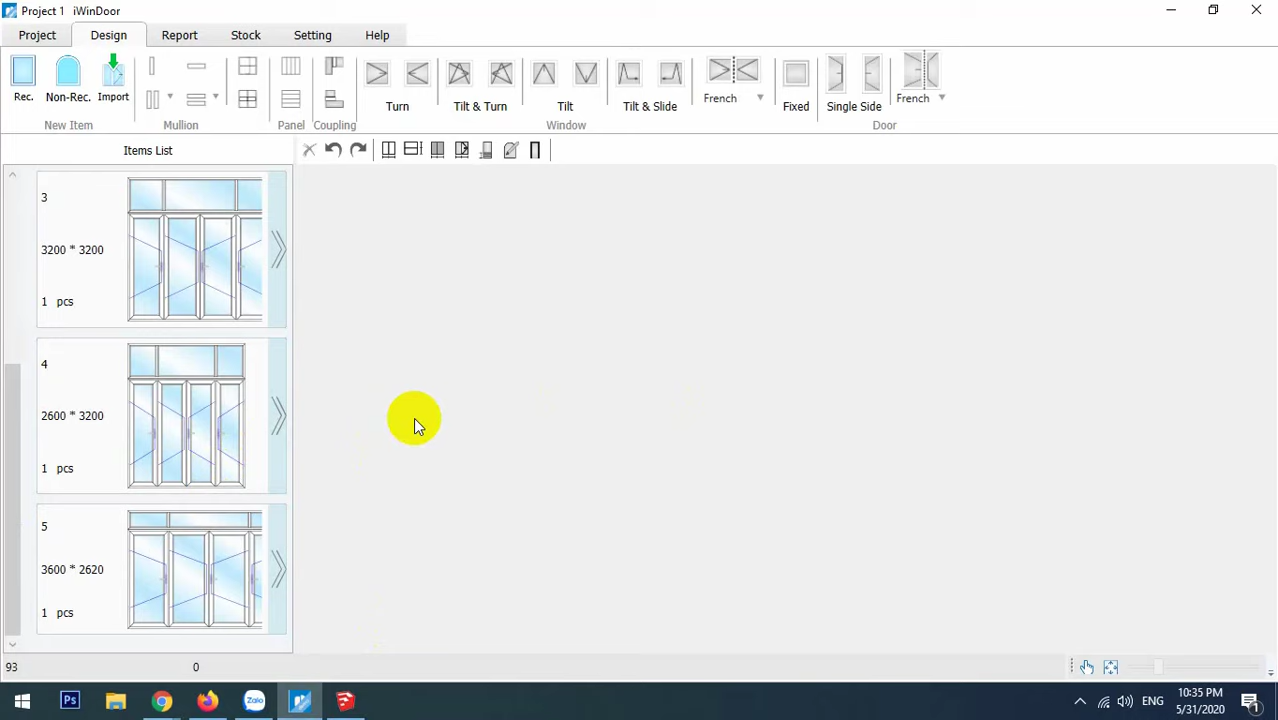 Project 1 iWinDoor
Project Design Report Stock Setting Help
Rec. Non-Rec. Import Turn Tilt & Turn Tilt Tilt & Slide French Fixed Single Side French
New Item Mullion Panel Coupling Window Door
Items List
3
3200 * 3200
1 pcs
4
2600 * 3200
1 pcs
5
3600 * 2620
1 pcs
93 0
Ps Zalo ENG 10:35 PM
5/31/2020 1